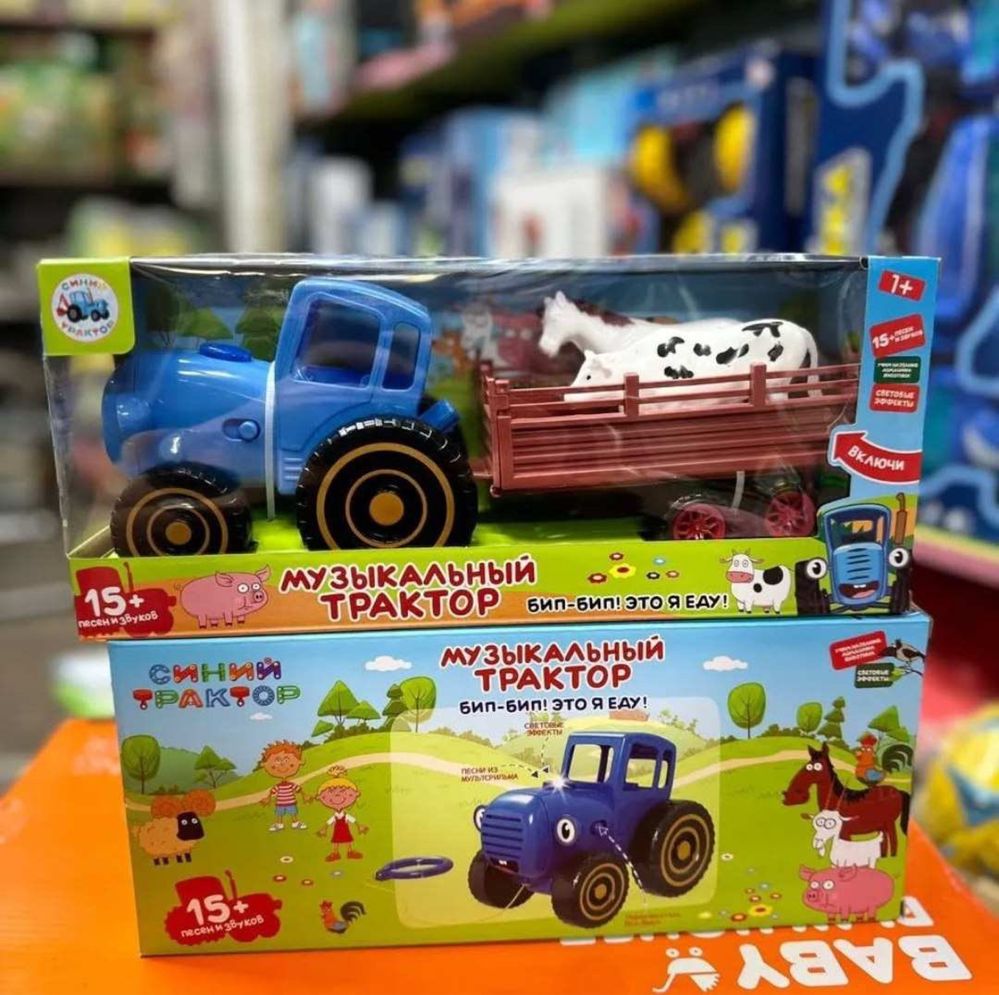 СИНИЙ
ТРАКТОР
1+
15+ ПЕСЕН
И ЗВУКОВ
СВЕТОВЫЕ
ЭФФЕКТЫ
ВКЛЮЧИ
15+
песен и звуков
МУЗЫКАЛЬНЫЙ
ТРАКТОР
БИП-БИП! ЭТО Я ЕДУ!
СИНИЙ
ТРАКТОР
МУЗЫКАЛЬНЫЙ
ТРАКТОР
БИП-БИП! ЭТО Я ЕДУ!
СВЕТОВЫЕ
ЭФФЕКТЫ
СВЕТОВЫЕ
ЭФФЕКТЫ
ПЕСНИ ИЗ
МУЛЬТФИЛЬМА
15+
песен и звуков
BABY